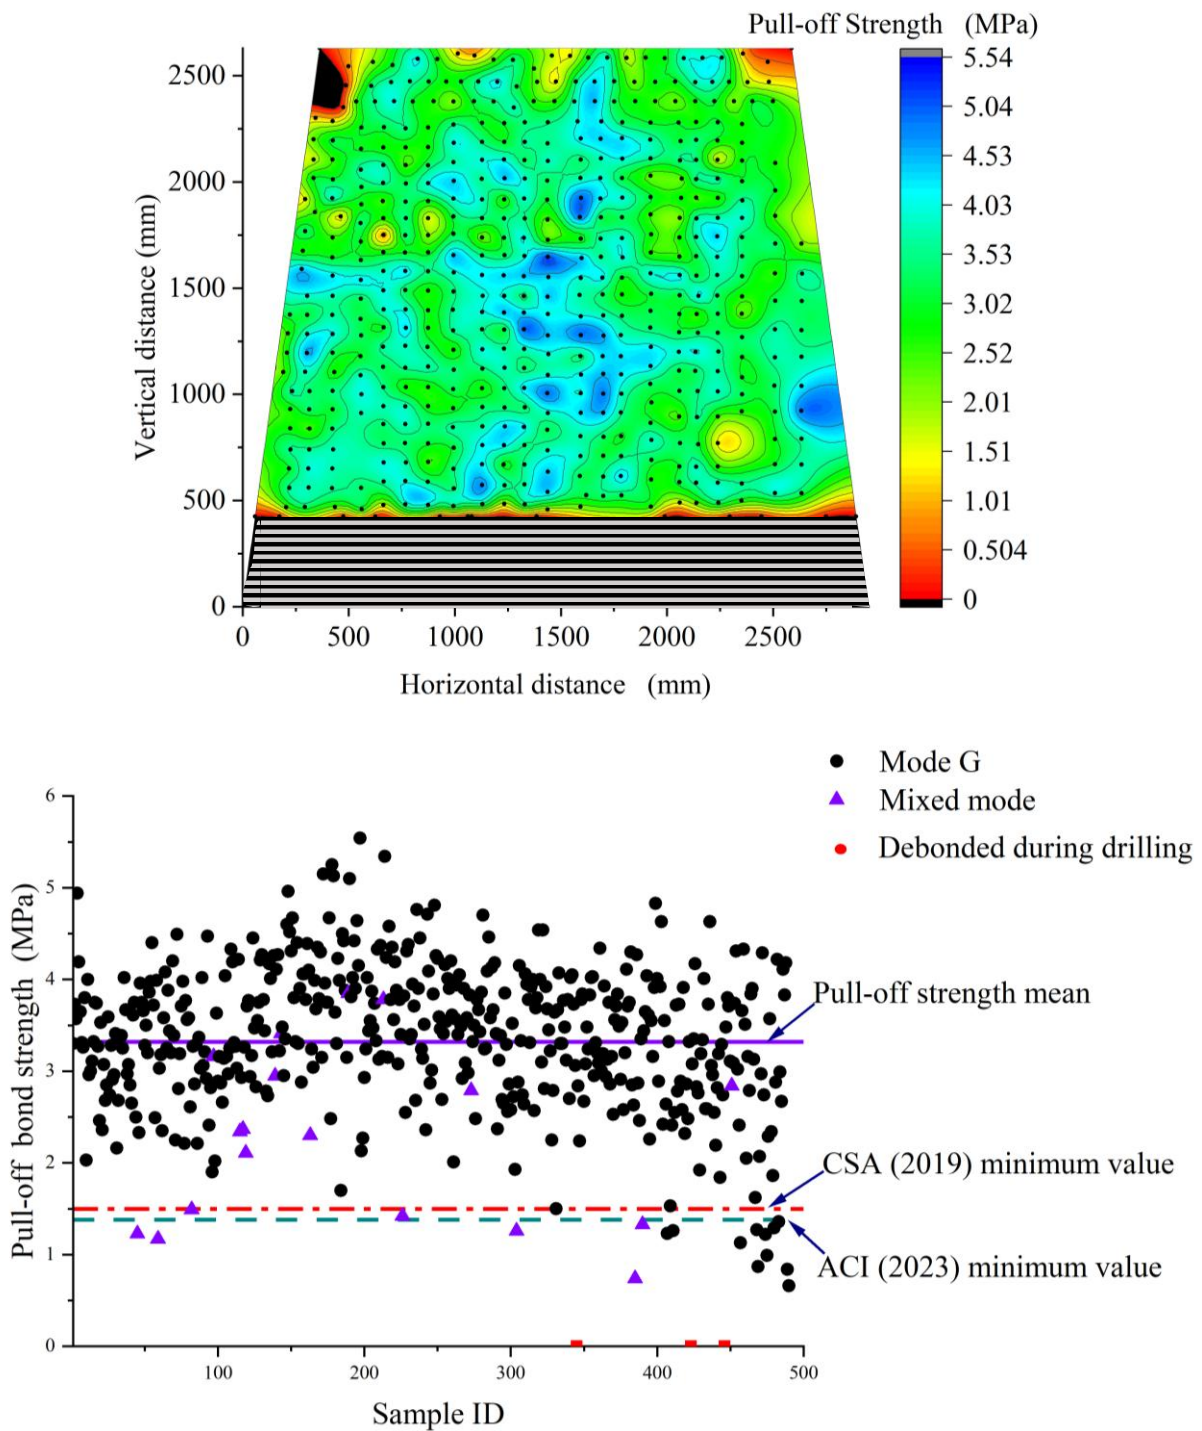 Pull-off Strength (MPa)
5.54
5.04
4.53
4.03
3.53
3.02
2.52
2.01
1.51
1.01
0.504
0
Vertical distance (mm)
2500
2000
1500
1000
500
0
0 500 1000 1500 2000 2500
Horizontal distance (mm)
Mode G
Mixed mode
Debonded during drilling
Pull-off bond strength (MPa)
6
5
4
3
2
1
0
Pull-off strength mean
CSA (2019) minimum value
ACI (2023) minimum value
100 200 300 400 500
Sample ID